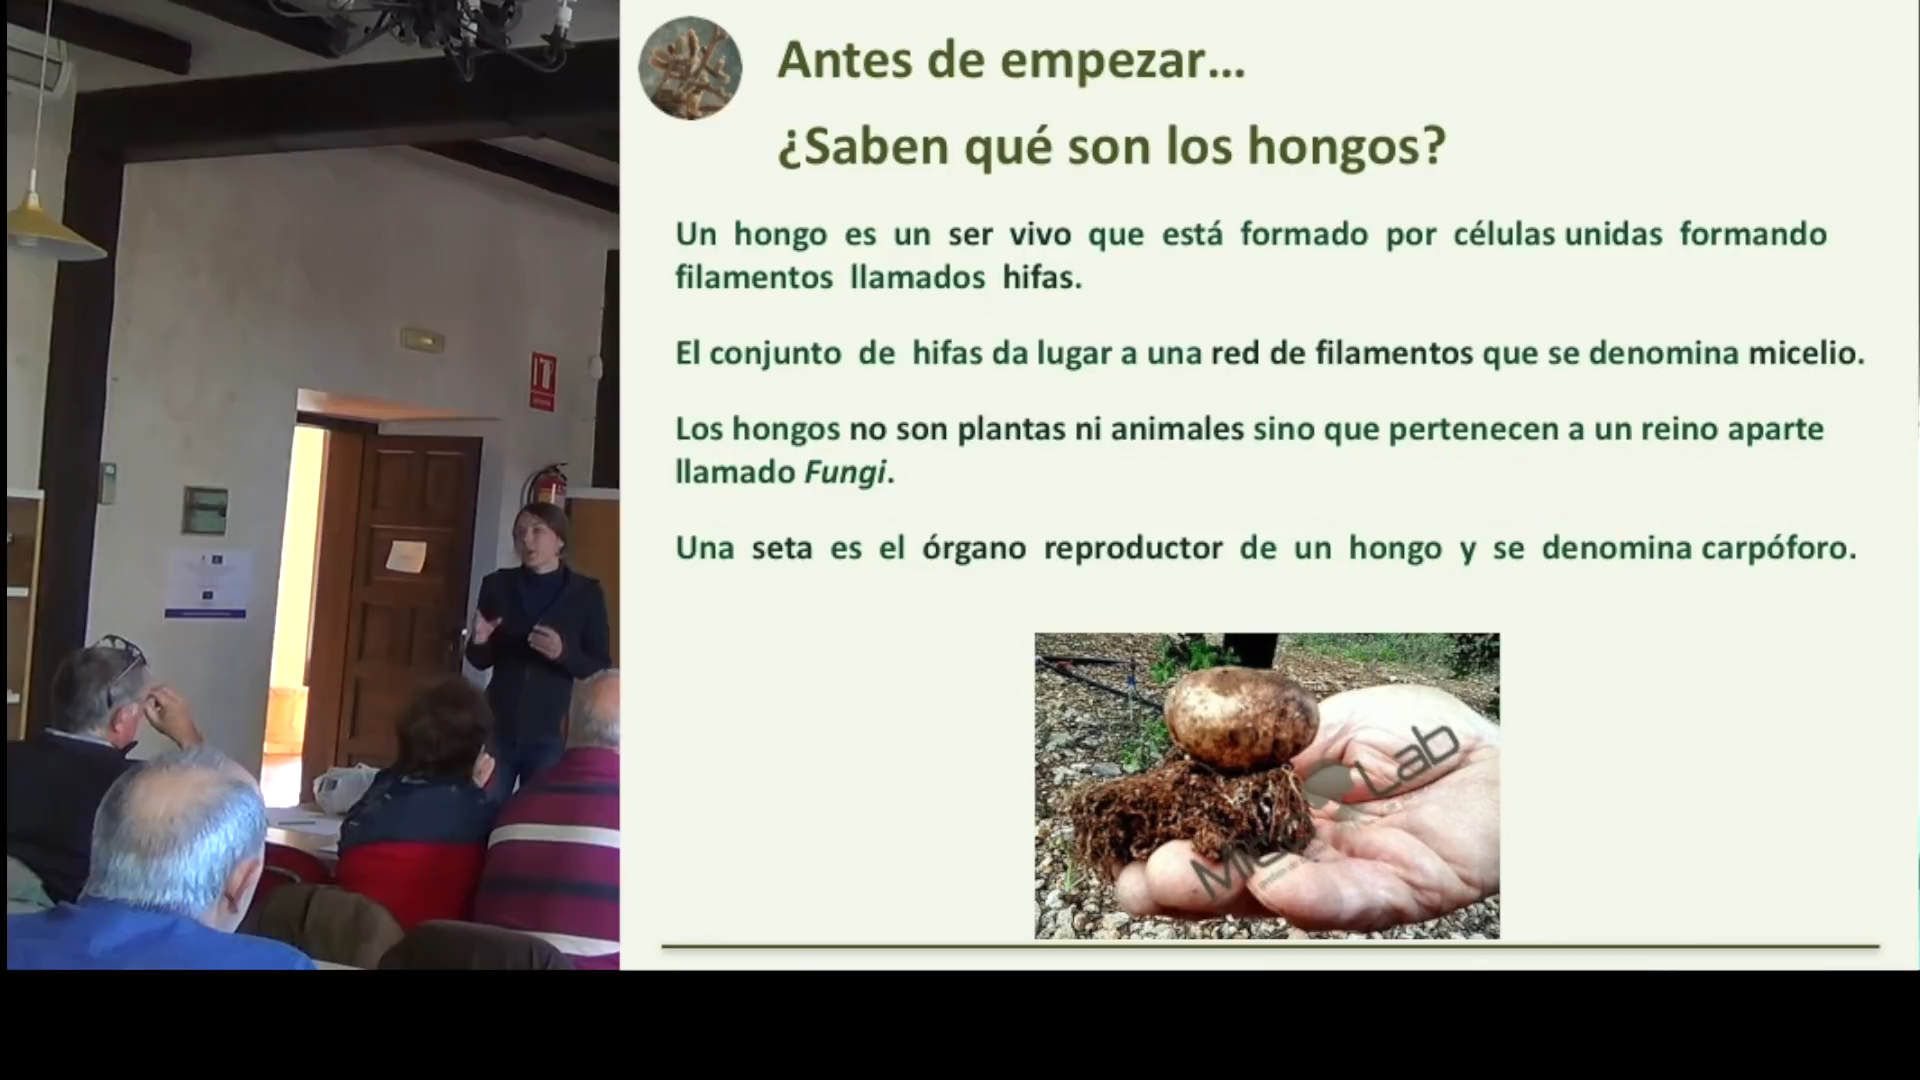 Antes de empezar...
¿Saben qué son los hongos?
Un hongo es un ser vivo que está formado por células unidas formando
filamentos llamados hifas.
El conjunto de hifas da lugar a una red de filamentos que se denomina micelio.
Los hongos no son plantas ni animales sino que pertenecen a un reino aparte
llamado Fungi.
Una seta es el órgano reproductor de un hongo y se denomina carpóforo.
Lab